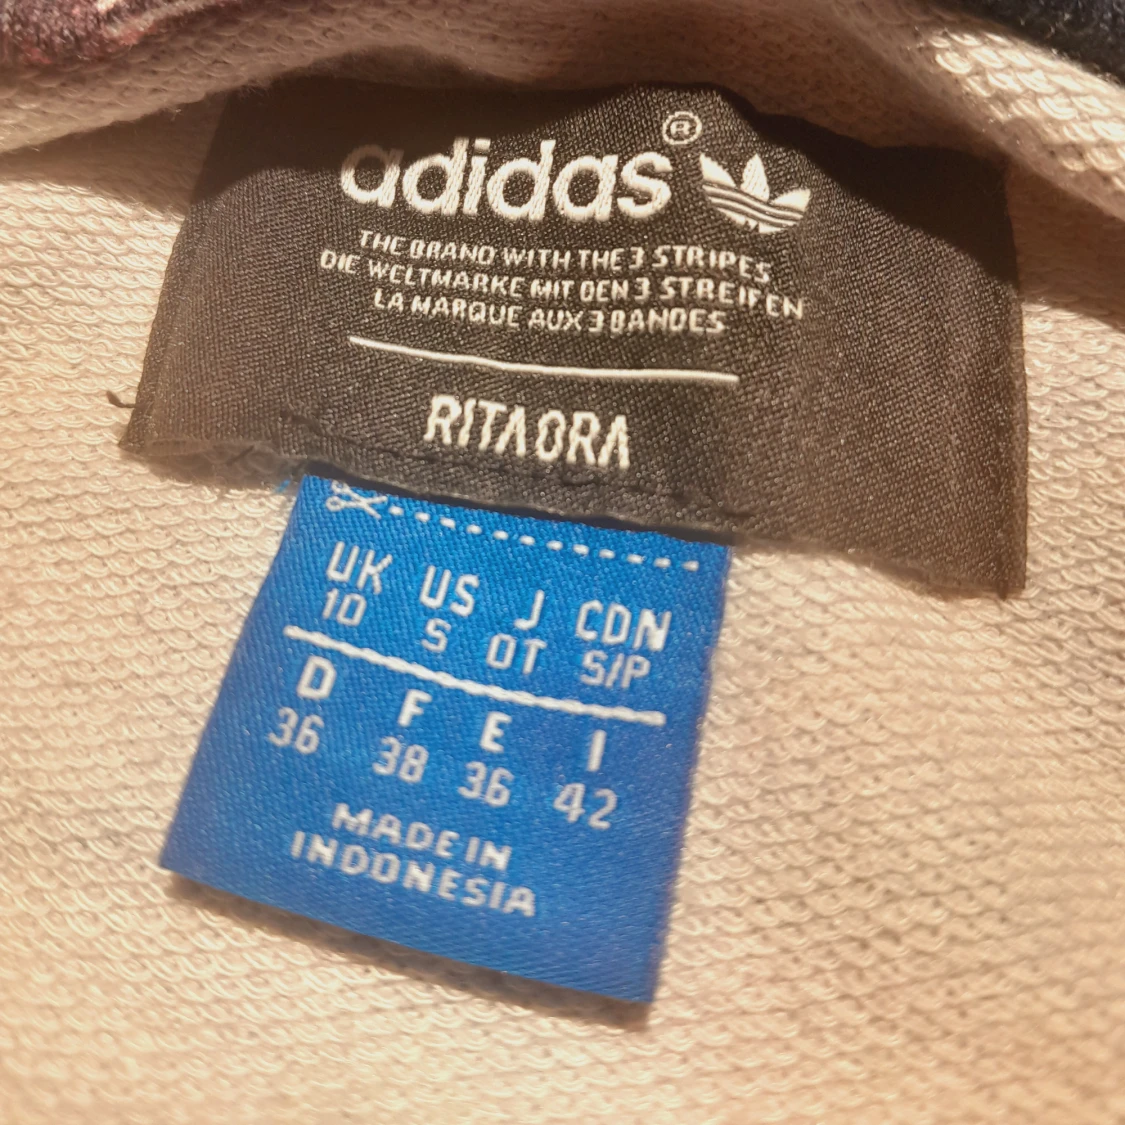 adidas®
THE BRAND WITH THE 3 STRIPES
DIE WELTMARKE MIT DEN 3 STREIFEN
LA MARQUE AUX 3 BANDES
RITA ORA
UK US J CDN
10 S OT S/P
D F E I
36 38 36 42
MADE IN
INDONESIA